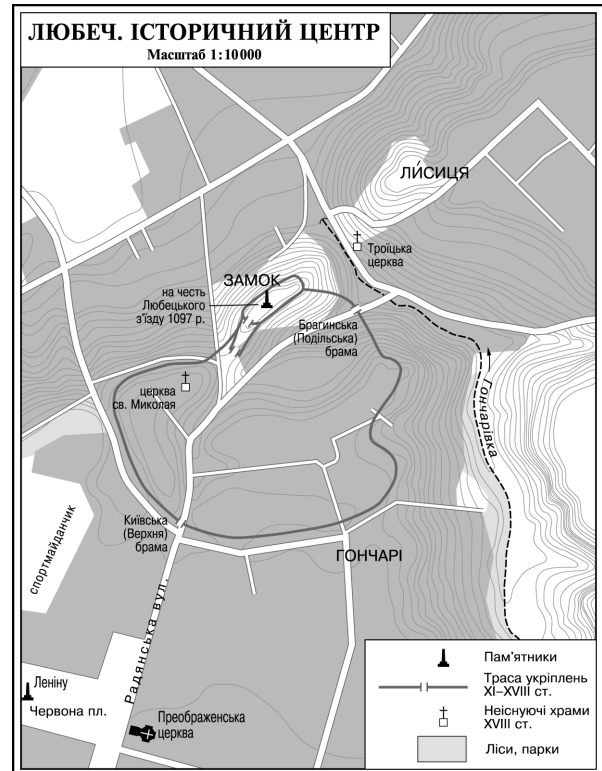 ЛЮБЕЧ. ІСТОРИЧНИЙ ЦЕНТР
Масштаб 1:10000
ЛИ́СИЦЯ
Троїцька
церква
ЗАМОК
на честь
Любецького
з'їзду 1097 р.
Брагинська
(Подільська)
брама
церква
св. Миколая
Гончарівка
Київська
(Верхня)
брама
ГОНЧАРІ
спортмайданчик
Радянська вул.
Леніну
Червона пл.
Преображенська
церква
Пам'ятники
Траса укріплень
XI–XVIII ст.
Неіснуючі храми
XVIII ст.
Ліси, парки